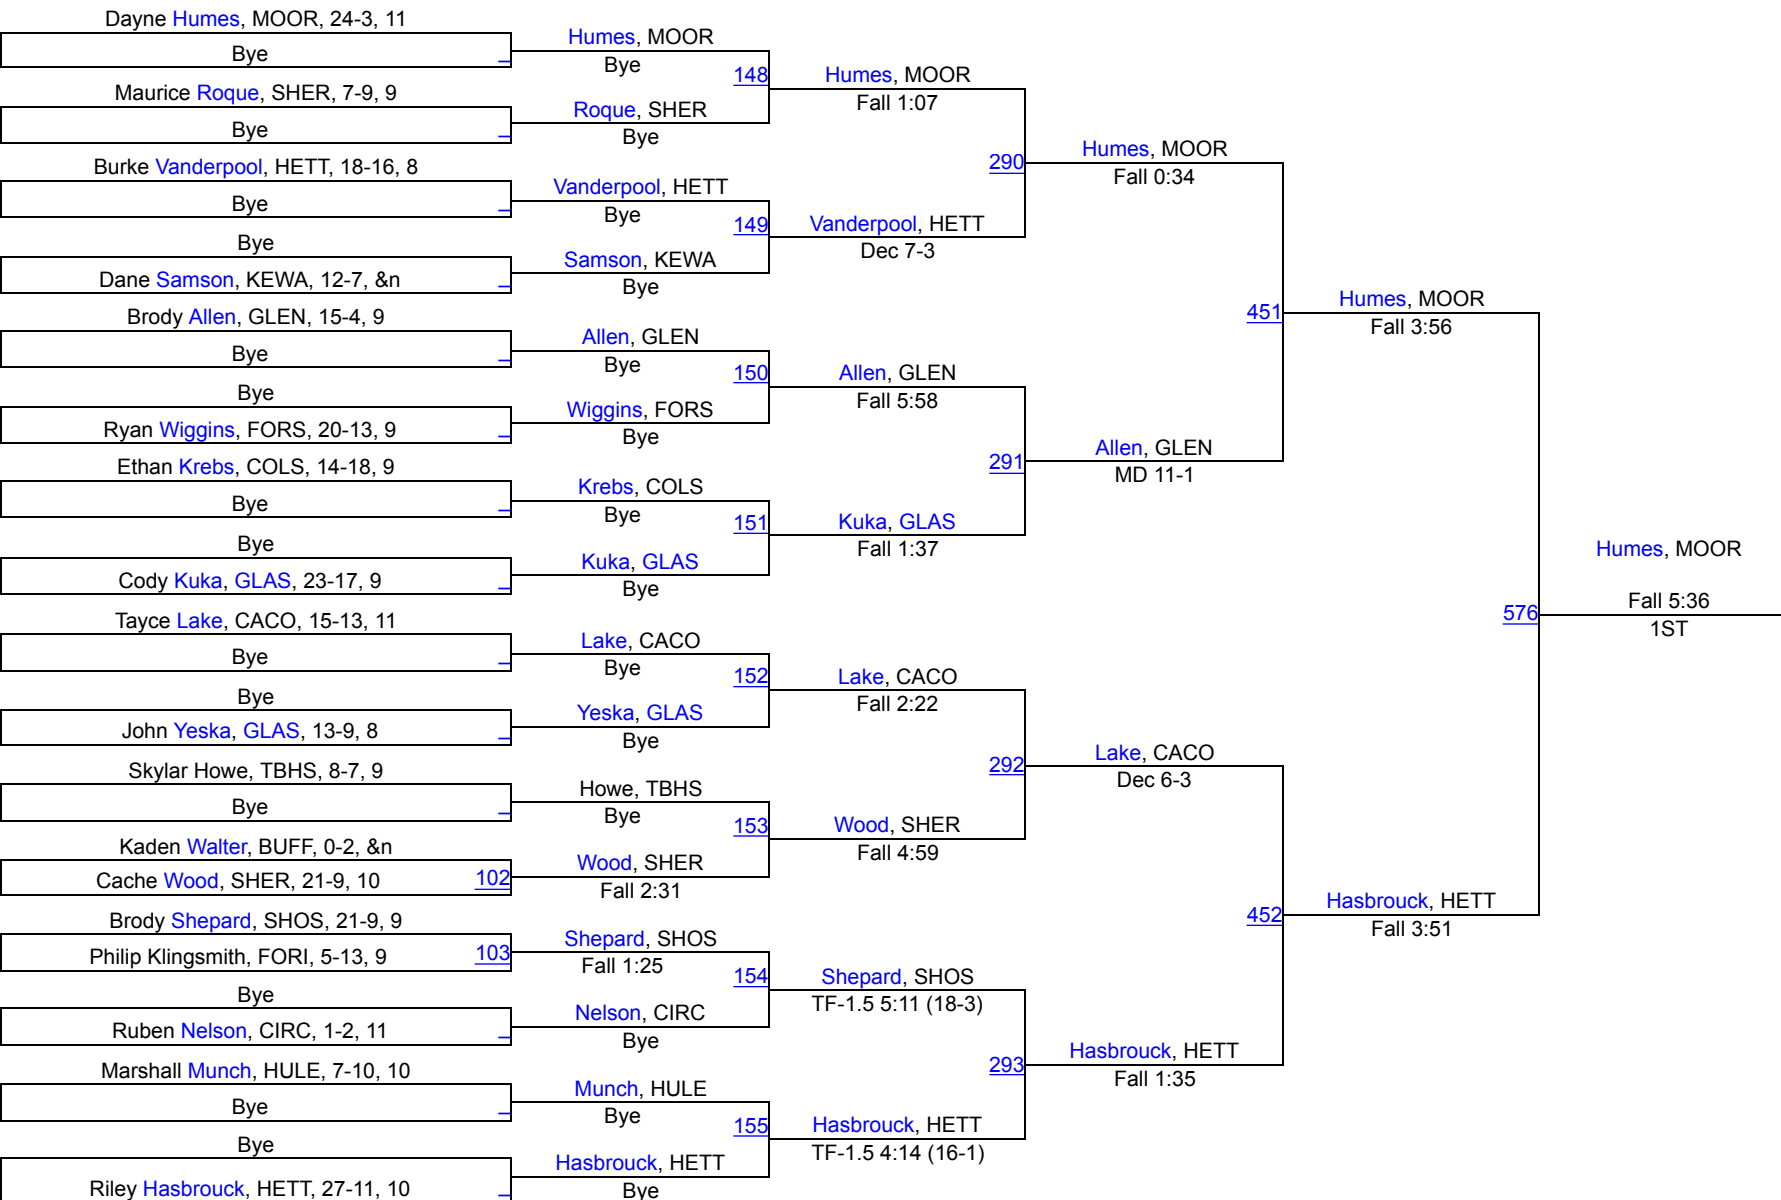 Dayne Humes, MOOR, 24-3, 11
Bye
Maurice Roque, SHER, 7-9, 9
Bye
Burke Vanderpool, HETT, 18-16, 8
Bye
Bye
Dane Samson, KEWA, 12-7, &n
Brody Allen, GLEN, 15-4, 9
Bye
Bye
Ryan Wiggins, FORS, 20-13, 9
Ethan Krebs, COLS, 14-18, 9
Bye
Bye
Cody Kuka, GLAS, 23-17, 9
Tayce Lake, CACO, 15-13, 11
Bye
Bye
John Yeska, GLAS, 13-9, 8
Skylar Howe, TBHS, 8-7, 9
Bye
Kaden Walter, BUFF, 0-2, &n
Cache Wood, SHER, 21-9, 10
102
Brody Shepard, SHOS, 21-9, 9
Philip Klingsmith, FORI, 5-13, 9
103
Bye
Ruben Nelson, CIRC, 1-2, 11
Marshall Munch, HULE, 7-10, 10
Bye
Bye
Riley Hasbrouck, HETT, 27-11, 10
Humes, MOOR
Bye
148
Roque, SHER
Bye
Vanderpool, HETT
Bye
149
Samson, KEWA
Bye
Allen, GLEN
Bye
150
Wiggins, FORS
Bye
Krebs, COLS
Bye
151
Kuka, GLAS
Bye
Lake, CACO
Bye
152
Yeska, GLAS
Bye
Howe, TBHS
Bye
153
Wood, SHER
Fall 2:31
Shepard, SHOS
Fall 1:25
154
Nelson, CIRC
Bye
Munch, HULE
Bye
155
Hasbrouck, HETT
Bye
Humes, MOOR
Fall 1:07
290
Vanderpool, HETT
Dec 7-3
Allen, GLEN
Fall 5:58
291
Kuka, GLAS
Fall 1:37
Lake, CACO
Fall 2:22
292
Wood, SHER
Fall 4:59
Shepard, SHOS
TF-1.5 5:11 (18-3)
293
Hasbrouck, HETT
TF-1.5 4:14 (16-1)
Humes, MOOR
Fall 0:34
451
Allen, GLEN
MD 11-1
Lake, CACO
Dec 6-3
452
Hasbrouck, HETT
Fall 1:35
Humes, MOOR
Fall 3:56
576
Hasbrouck, HETT
Fall 3:51
Humes, MOOR
Fall 5:36
1ST